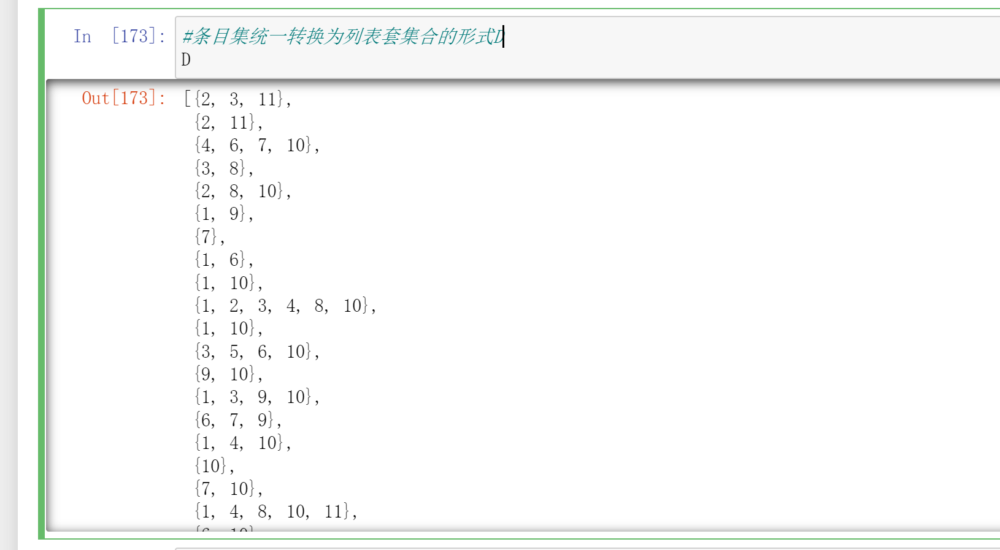 In [173]: #条目集统一转换为列表套集合的形式D
D
Out[173]: [{2, 3, 11},
{2, 11},
{4, 6, 7, 10},
{3, 8},
{2, 8, 10},
{1, 9},
{7},
{1, 6},
{1, 10},
{1, 2, 3, 4, 8, 10},
{1, 10},
{3, 5, 6, 10},
{9, 10},
{1, 3, 9, 10},
{6, 7, 9},
{1, 4, 10},
{10},
{7, 10},
{1, 4, 8, 10, 11},